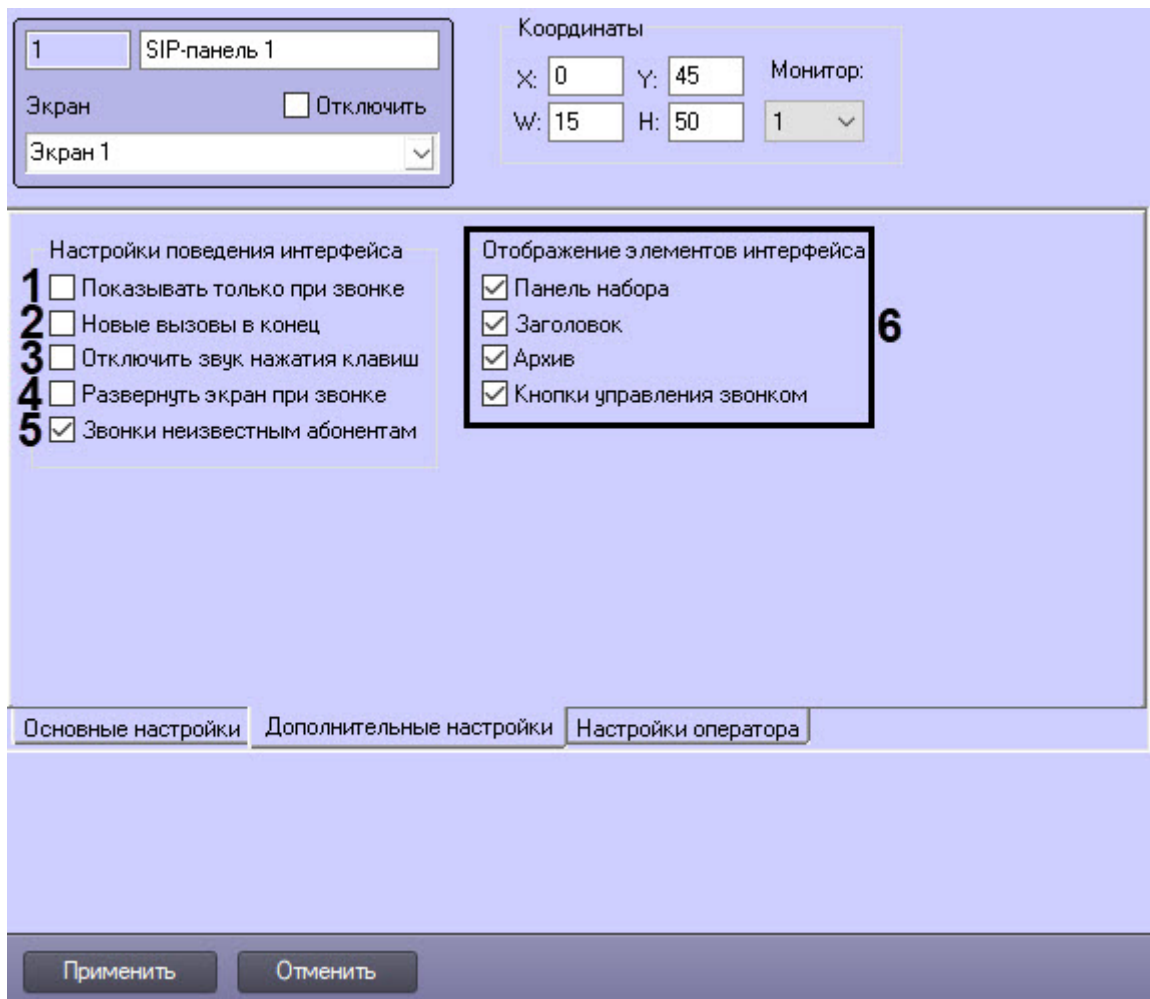 1 SIP-панель 1
Экран Отключить
Экран 1
Координаты
X: 0 Y: 45 Монитор:
W: 15 H: 50 1
Настройки поведения интерфейса
1 Показывать только при звонке
2 Новые вызовы в конец
3 Отключить звук нажатия клавиш
4 Развернуть экран при звонке
5 Звонки неизвестным абонентам
Отображение элементов интерфейса
Панель набора
Заголовок
Архив
Кнопки управления звонком
6
Основные настройки Дополнительные настройки Настройки оператора
Применить Отменить